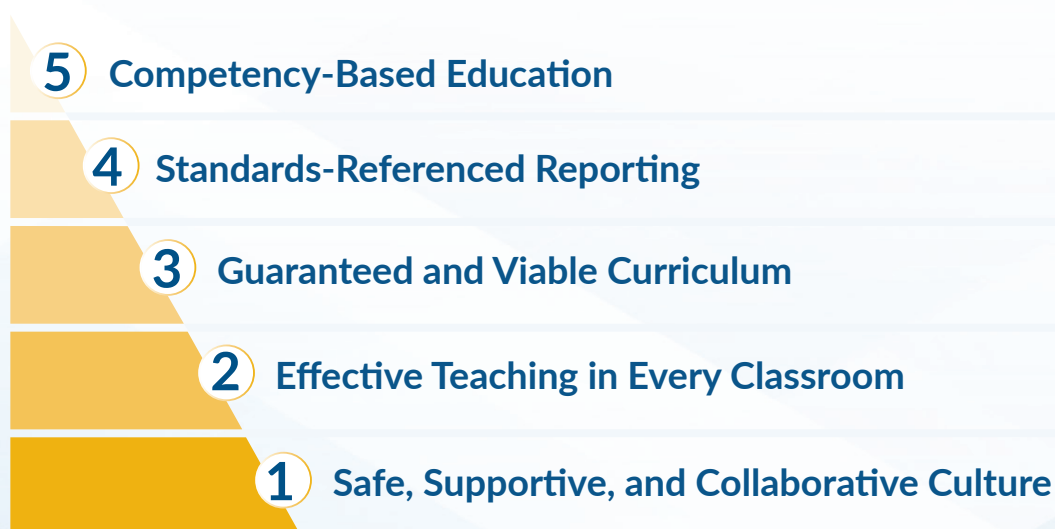 5 Competency-Based Education
4 Standards-Referenced Reporting
3 Guaranteed and Viable Curriculum
2 Effective Teaching in Every Classroom
1 Safe, Supportive, and Collaborative Culture